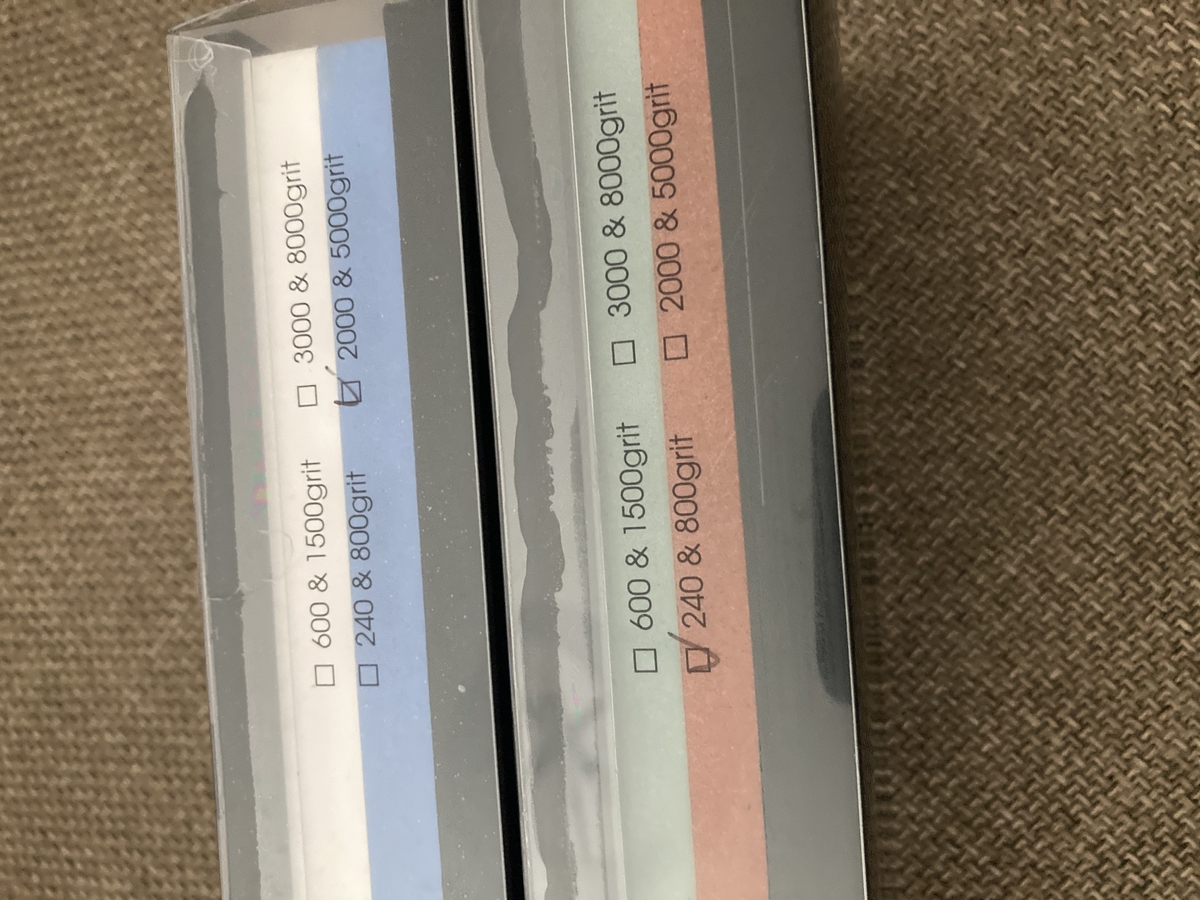 ☐ 600 & 1500grit ☐ 3000 & 8000grit
☐ 240 & 800grit ☑ 2000 & 5000grit
☐ 600 & 1500grit ☐ 3000 & 8000grit
☑ 240 & 800grit ☐ 2000 & 5000grit